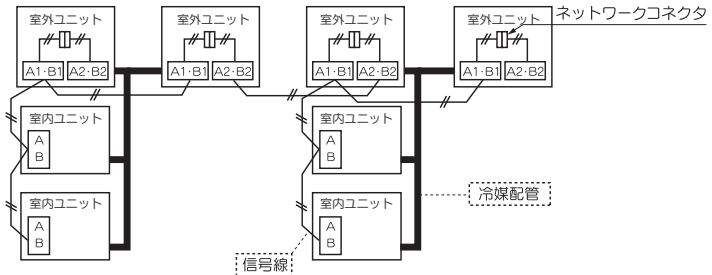 室外ユニット
室外ユニット
室外ユニット
室外ユニット
ネットワークコネクタ
A1・B1
A2・B2
A1・B1
A2・B2
A1・B1
A2・B2
A1・B1
A2・B2
室内ユニット
A
B
室内ユニット
A
B
室内ユニット
A
B
室内ユニット
A
B
冷媒配管
信号線